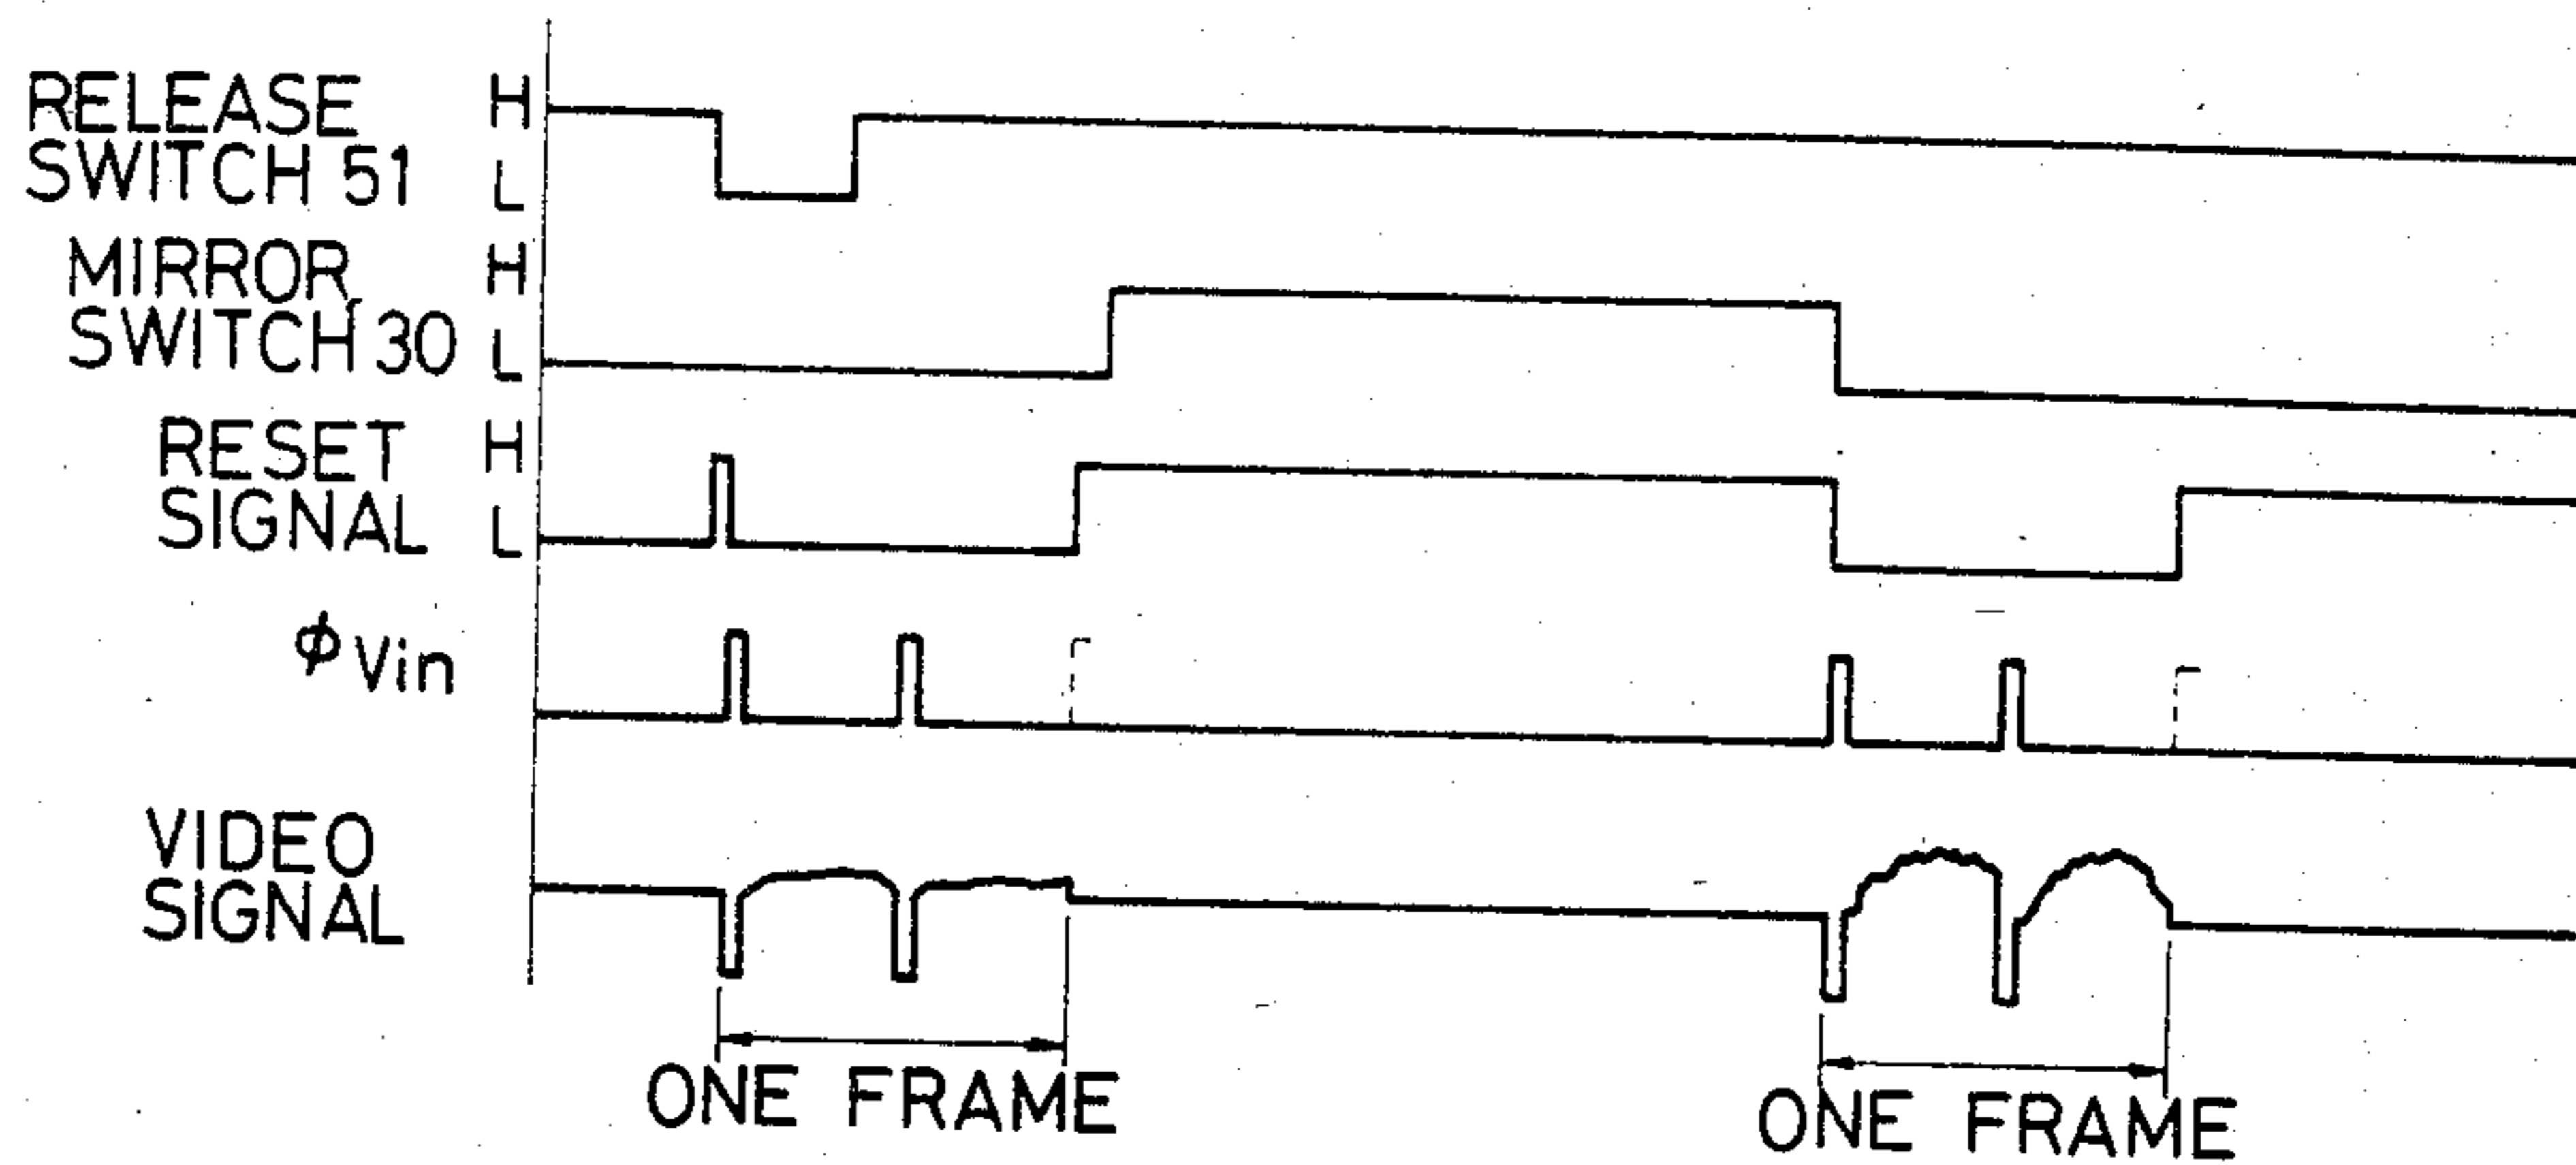 RELEASE
SWITCH 51
H
L
MIRROR
SWITCH 30
H
L
RESET
SIGNAL
H
L
ϕVin
VIDEO
SIGNAL
ONE FRAME
ONE FRAME